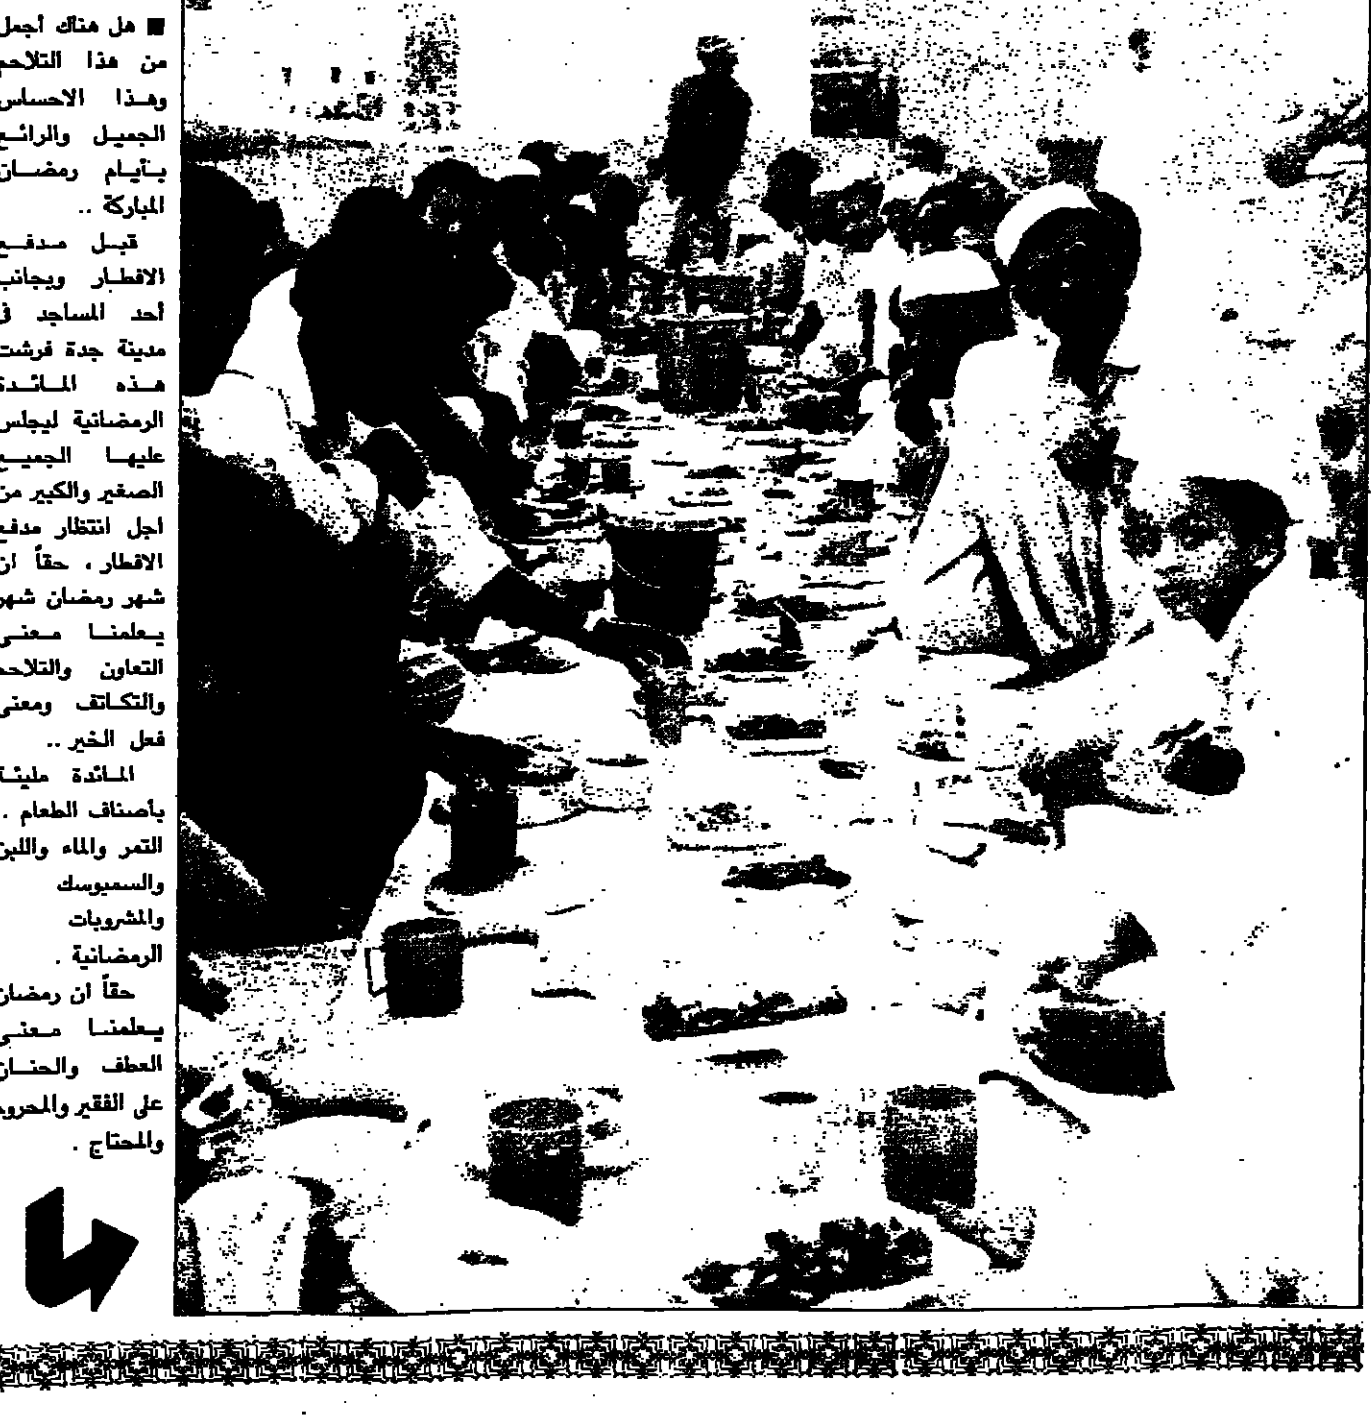 ■ هل هناك أجمل
من هذا التلاحم
وهذا الاحساس
الجميل والرائع
بأيام رمضان
المباركة ..
قبل مدفع
الافطار وبجانب
أحد المساجد في
مدينة جدة فرشت
هذه المائدة
الرمضانية ليجلس
عليها الجميع
الصغير والكبير من
أجل انتظار مدفع
الافطار ، حقاً ان
شهر رمضان شهر
يعلمنا معنى
التعاون والتلاحم
والتكاتف ومعنى
فعل الخير ..
المائدة مليئة
بأصناف الطعام .
التمر والماء واللبن
والسمبوسك
والمشروبات
الرمضانية .
حقاً ان رمضان
يعلمنا معنى
العطف والحنان
على الفقير والمحروم
والمحتاج .